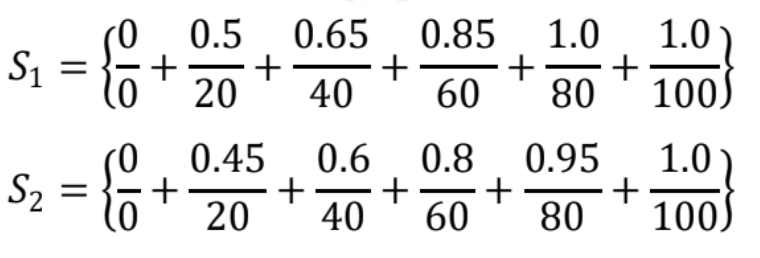 S₁ = {0/0 + 0.5/20 + 0.65/40 + 0.85/60 + 1.0/80 + 1.0/100}
S₂ = {0/0 + 0.45/20 + 0.6/40 + 0.8/60 + 0.95/80 + 1.0/100}